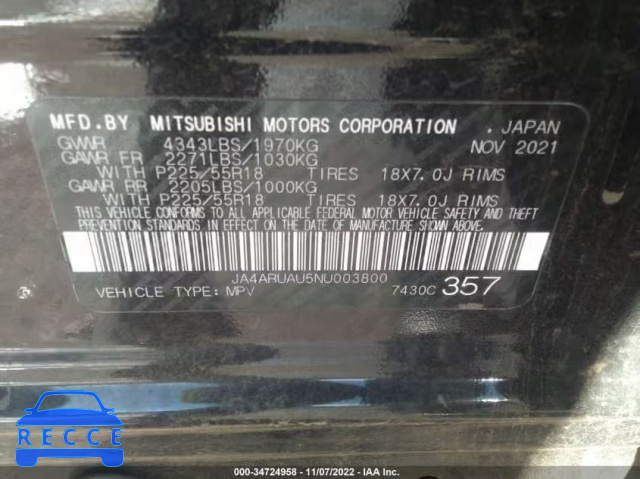 MFD.BY MITSUBISHI MOTORS CORPORATION . JAPAN
GVWR 4343LBS/1970KG NOV 2021
GAWR FR 2271LBS/1030KG
WITH P225/55R18 TIRES 18X7.0J RIMS
GAWR RR 2205LBS/1000KG
WITH P225/55R18 TIRES 18X7.0J RIMS
THIS VEHICLE CONFORMS TO ALL APPLICABLE FEDERAL MOTOR VEHICLE SAFETY AND THEFT
PREVENTION STANDARDS IN EFFECT ON THE DATE OF MANUFACTURE SHOWN ABOVE.
JA4ARUAU5NU003800
VEHICLE TYPE: MPV 7430C 357
RECCE
000-34724958 - 11/07/2022 - IAA Inc.